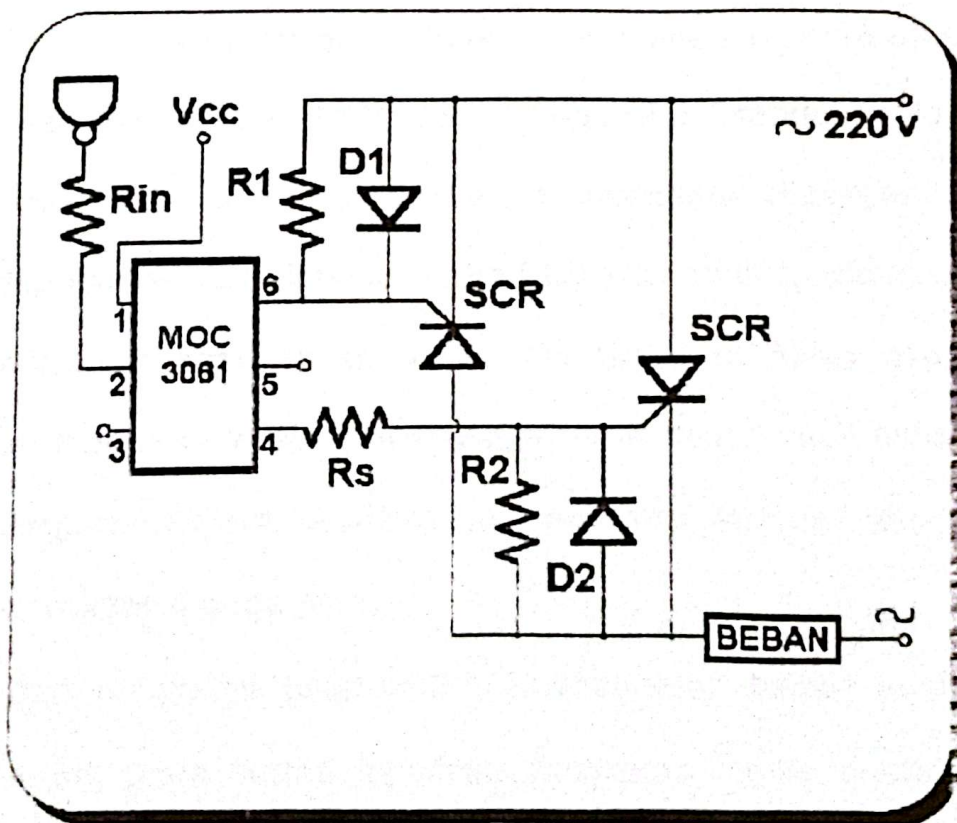 Vcc
~ 220 v
Rin
R1
D1
SCR
SCR
MOC
3061
1
2
3
6
5
4
Rs
R2
D2
BEBAN
~